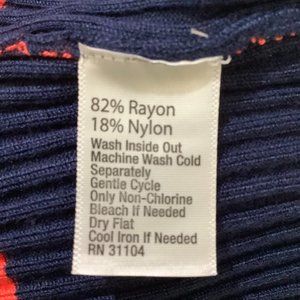 82% Rayon
18% Nylon
Wash Inside Out
Machine Wash Cold
Separately
Gentle Cycle
Only Non-Chlorine
Bleach If Needed
Dry Flat
Cool Iron If Needed
RN 31104